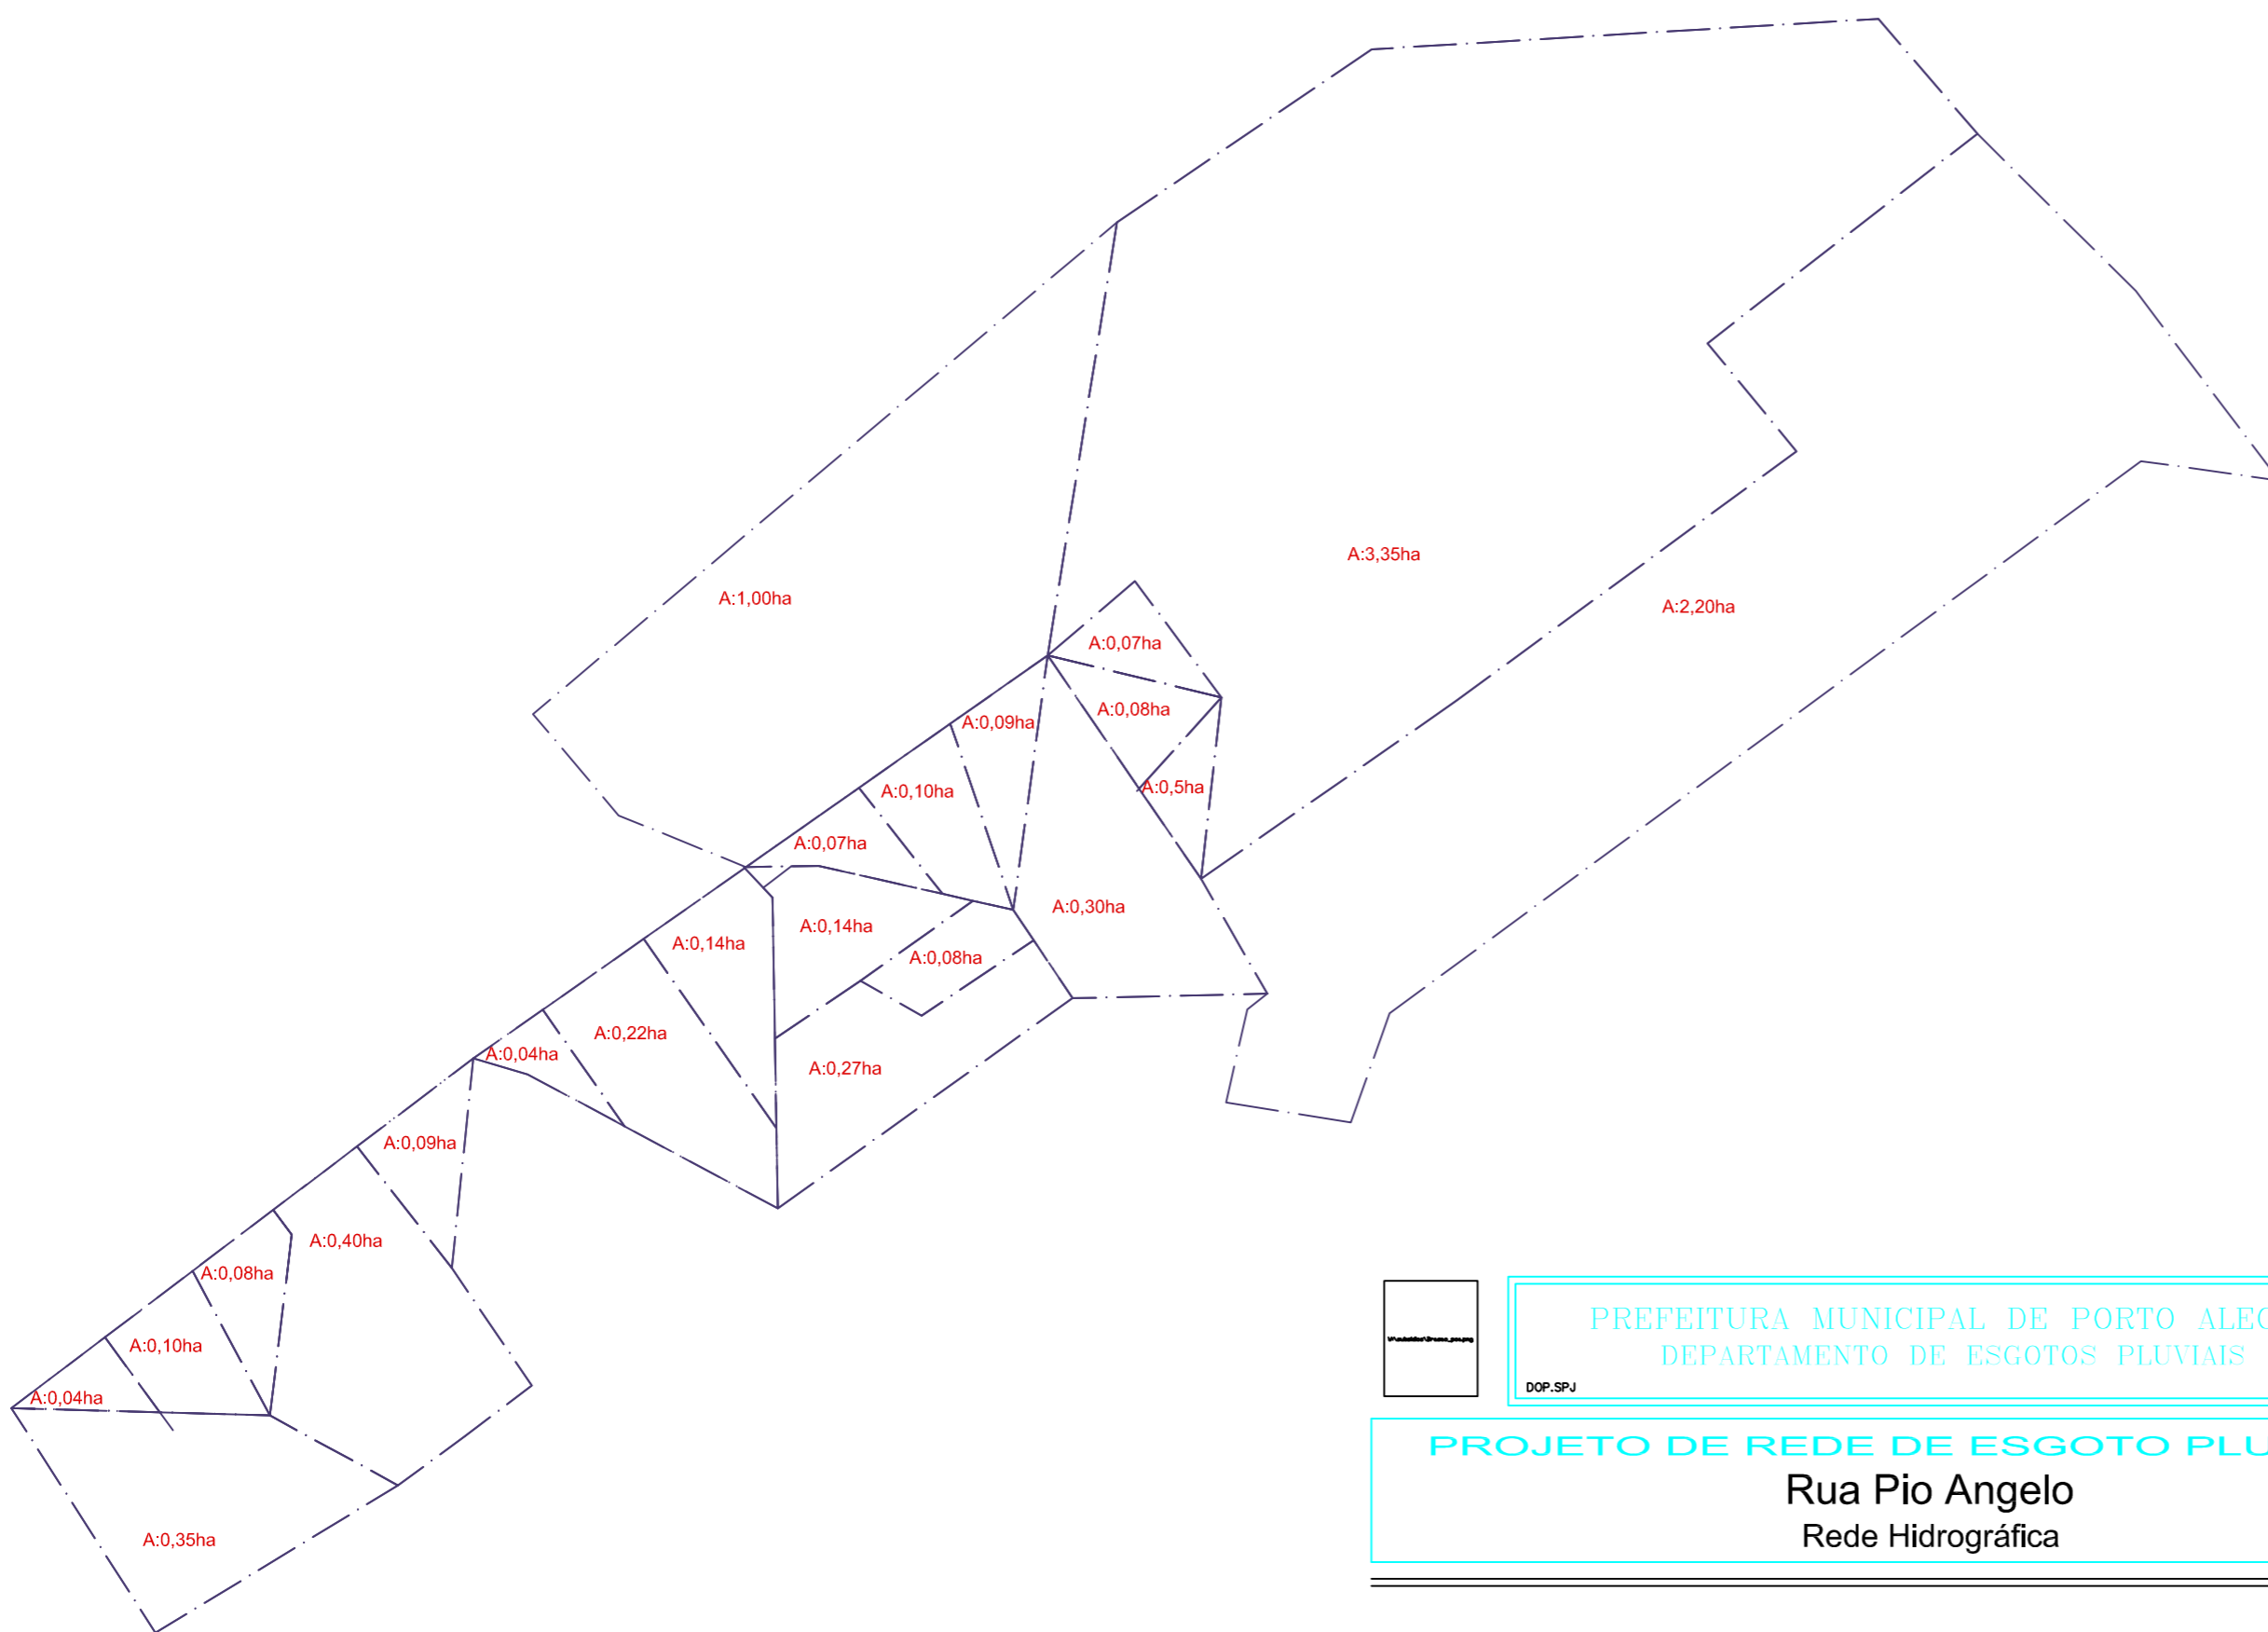 A:3,35ha
A:1,00ha
A:2,20ha
A:0,07ha
A:0,08ha
A:0,09ha
A:0,5ha
A:0,10ha
A:0,07ha
A:0,30ha
A:0,14ha
A:0,14ha
A:0,08ha
A:0,22ha
A:0,04ha
A:0,27ha
A:0,09ha
A:0,40ha
A:0,08ha
A:0,10ha
A:0,04ha
A:0,35ha
PREFEITURA MUNICIPAL DE PORTO
DEPARTAMENTO DE ESGOTOS PLUVIAIS
DOP.SPJ
PROJETO DE REDE DE ESGOTO
Rua Pio Angelo
Rede Hidrográfica